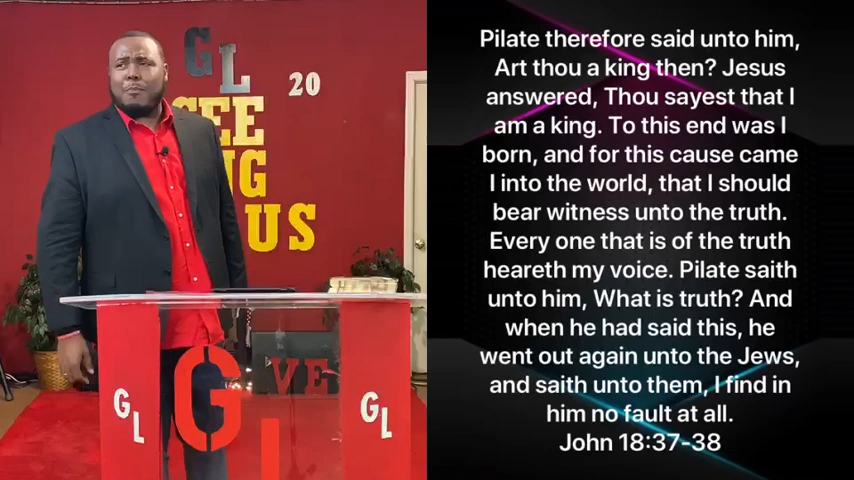 GL
20
SEE
NG
US
VE
G
L
GL
GL
Pilate therefore said unto him,
Art thou a king then? Jesus
answered, Thou sayest that I
am a king. To this end was I
born, and for this cause came
I into the world, that I should
bear witness unto the truth.
Every one that is of the truth
heareth my voice. Pilate saith
unto him, What is truth? And
when he had said this, he
went out again unto the Jews,
and saith unto them, I find in
him no fault at all.
John 18:37-38